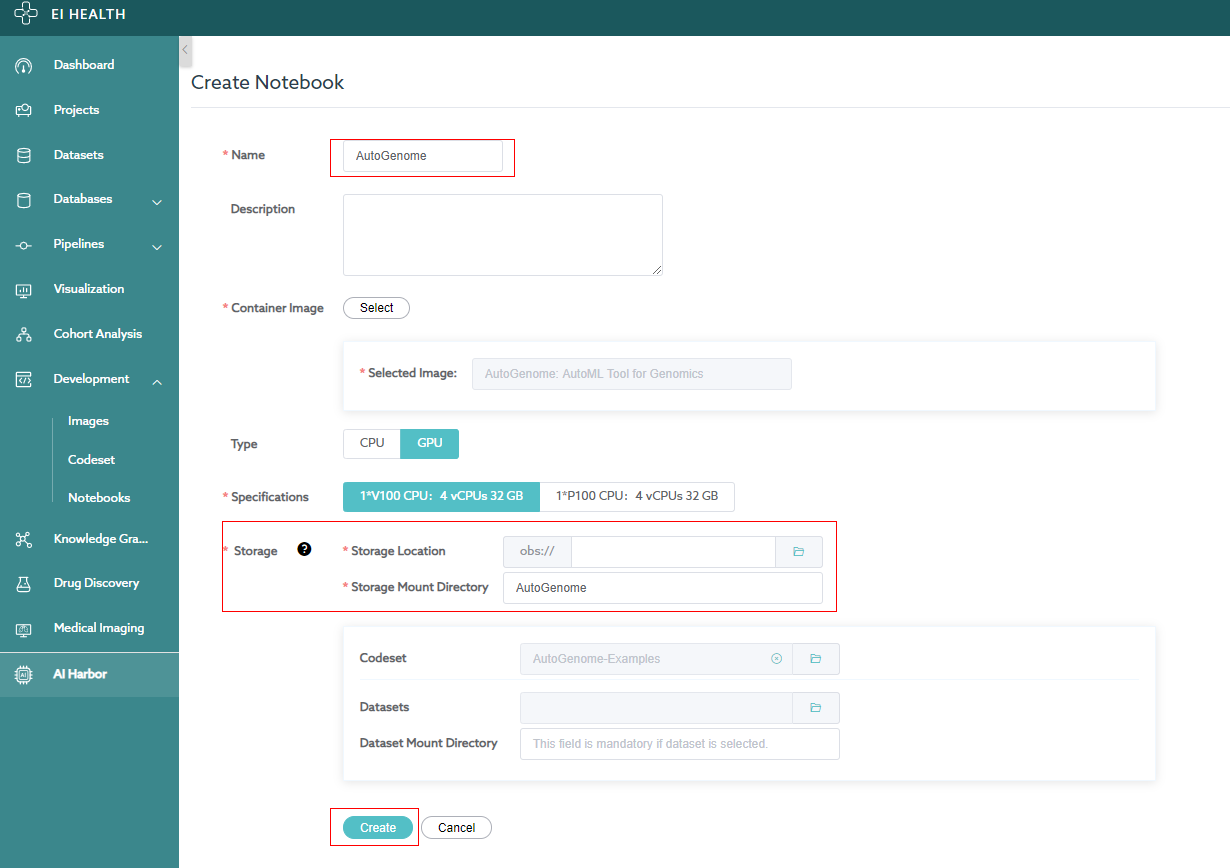 EI HEALTH
Dashboard
Projects
Datasets
Databases
Pipelines
Visualization
Cohort Analysis
Development
Images
Codeset
Notebooks
Knowledge Gra...
Drug Discovery
Medical Imaging
AI Harbor
Create Notebook
* Name AutoGenome
Description
* Container Image Select
* Selected Image: AutoGenome: AutoML Tool for Genomics
Type CPU GPU
* Specifications 1*V100 CPU: 4 vCPUs 32 GB 1*P100 CPU: 4 vCPUs 32 GB
* Storage ? * Storage Location obs://
* Storage Mount Directory AutoGenome
Codeset AutoGenome-Examples
Datasets
Dataset Mount Directory This field is mandatory if dataset is selected.
Create Cancel